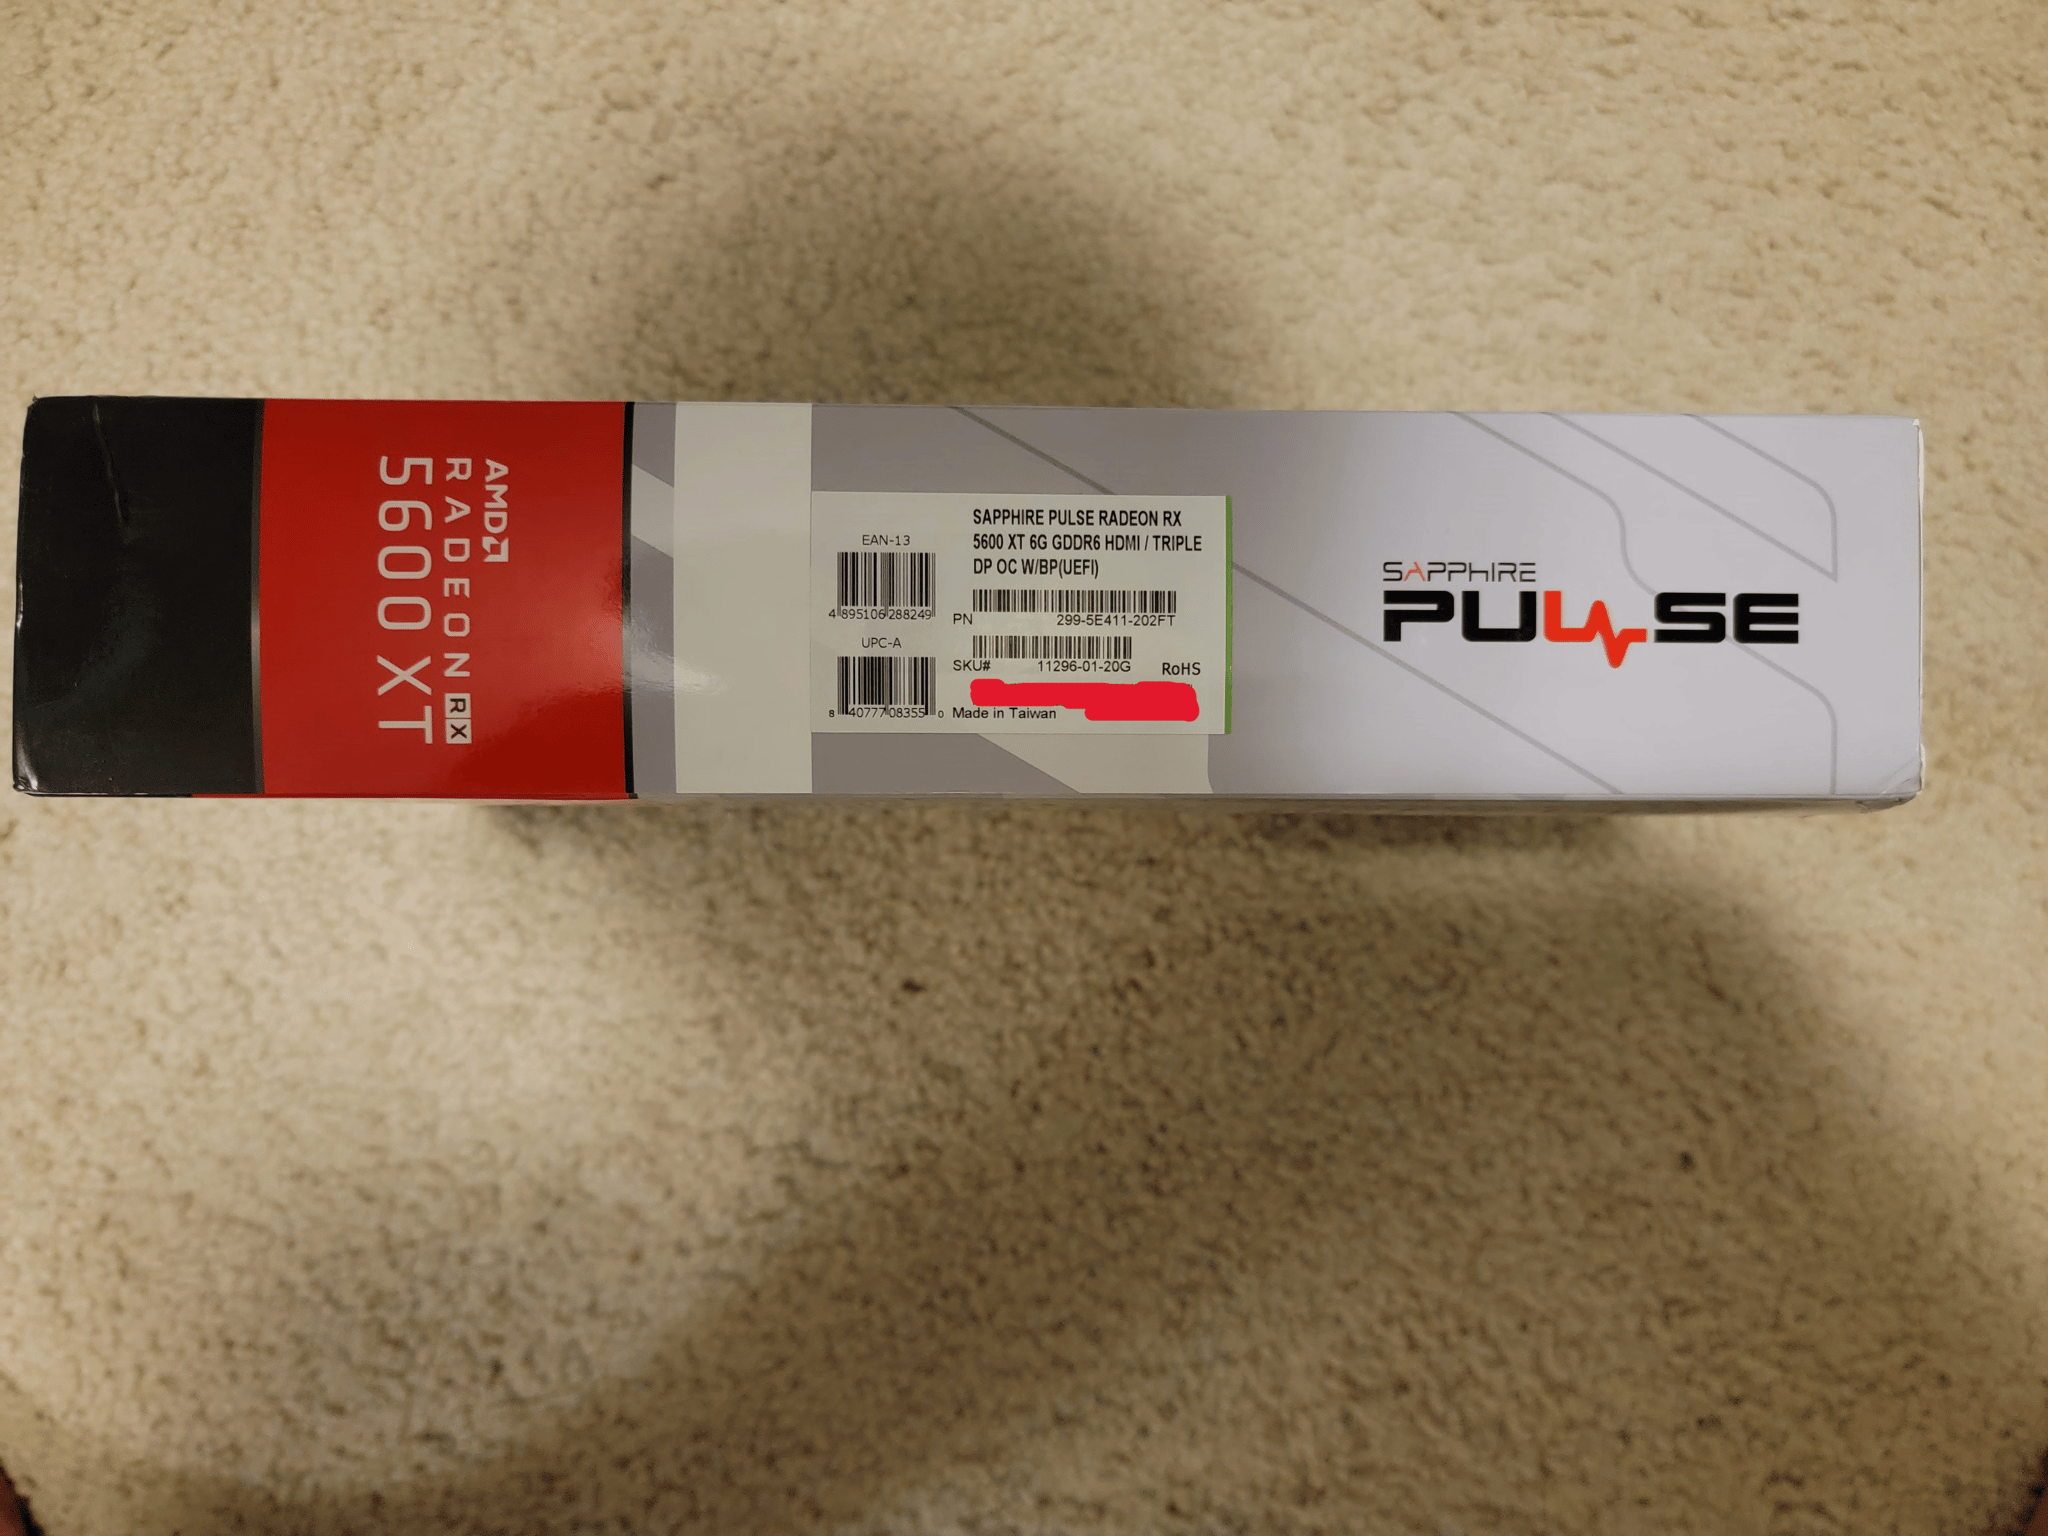 AMD
RADEON RX
5600 XT
EAN-13
4 895106 288249
UPC-A
8 40777 08355 0
SAPPHIRE PULSE RADEON RX
5600 XT 6G GDDR6 HDMI / TRIPLE
DP OC W/BP(UEFI)
PN 299-5E411-202FT
SKU# 11296-01-20G RoHS
Made in Taiwan
SAPPHIRE
PULSE